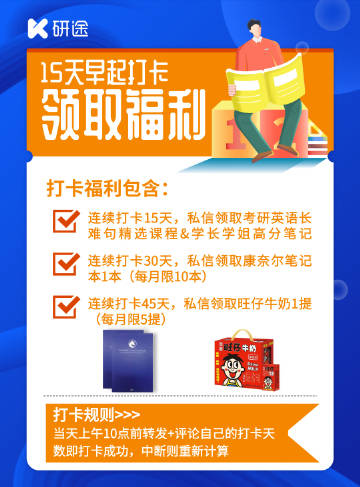 研途
15天早起打卡
领取福利
打卡福利包含：
连续打卡15天，私信领取考研英语长
难句精选课程&学长学姐高分笔记
连续打卡30天，私信领取康奈尔笔记
本1本（每月限10本）
连续打卡45天，私信领取旺仔牛奶1提
（每月限5提）
旺仔牛奶
打卡规则>>>
当天上午10点前转发+评论自己的打卡天
数即打卡成功，中断则重新计算